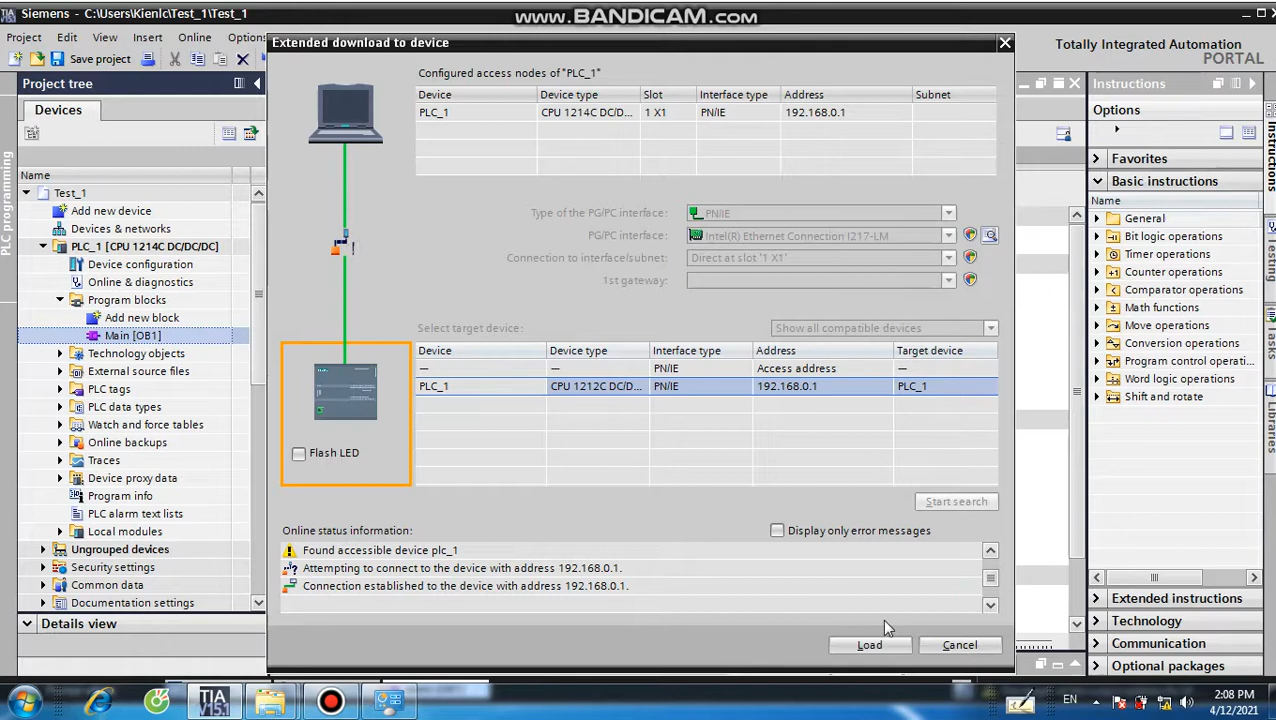 Siemens - C:\Users\Kienlc\Test_1\Test_1
www.BANDICAM.com
Project Edit View Insert Online Option
Save project
Totally Integrated Automation
PORTAL
Project tree
Devices
Name
Test_1
Add new device
Devices & networks
PLC_1 [CPU 1214C DC/DC/DC]
Device configuration
Online & diagnostics
Program blocks
Add new block
Main [OB1]
Technology objects
External source files
PLC tags
PLC data types
Watch and force tables
Online backups
Traces
Device proxy data
Program info
PLC alarm text lists
Local modules
Ungrouped devices
Security settings
Common data
Documentation settings
Details view
PLC programming
Extended download to device
Configured access nodes of "PLC_1"
Device Device type Slot Interface type Address Subnet
PLC_1 CPU 1214C DC/D... 1 X1 PN/IE 192.168.0.1
Type of the PG/PC interface: PN/IE
PG/PC interface: Intel(R) Ethernet Connection I217-LM
Connection to interface/subnet: Direct at slot '1 X1'
1st gateway:
Select target device: Show all compatible devices
Device Device type Interface type Address Target device
— — PN/IE Access address —
PLC_1 CPU 1212C DC/D... PN/IE 192.168.0.1 PLC_1
Flash LED
Start search
Online status information:
Display only error messages
Found accessible device plc_1
Attempting to connect to the device with address 192.168.0.1.
Connection established to the device with address 192.168.0.1.
Load Cancel
Instructions
Options
Favorites
Basic instructions
Name
General
Bit logic operations
Timer operations
Counter operations
Comparator operations
Math functions
Move operations
Conversion operations
Program control operati...
Word logic operations
Shift and rotate
Extended instructions
Technology
Communication
Optional packages
Instructions
Testing
Tasks
Libraries
TIA
V15.1
EN
2:08 PM
4/12/2021